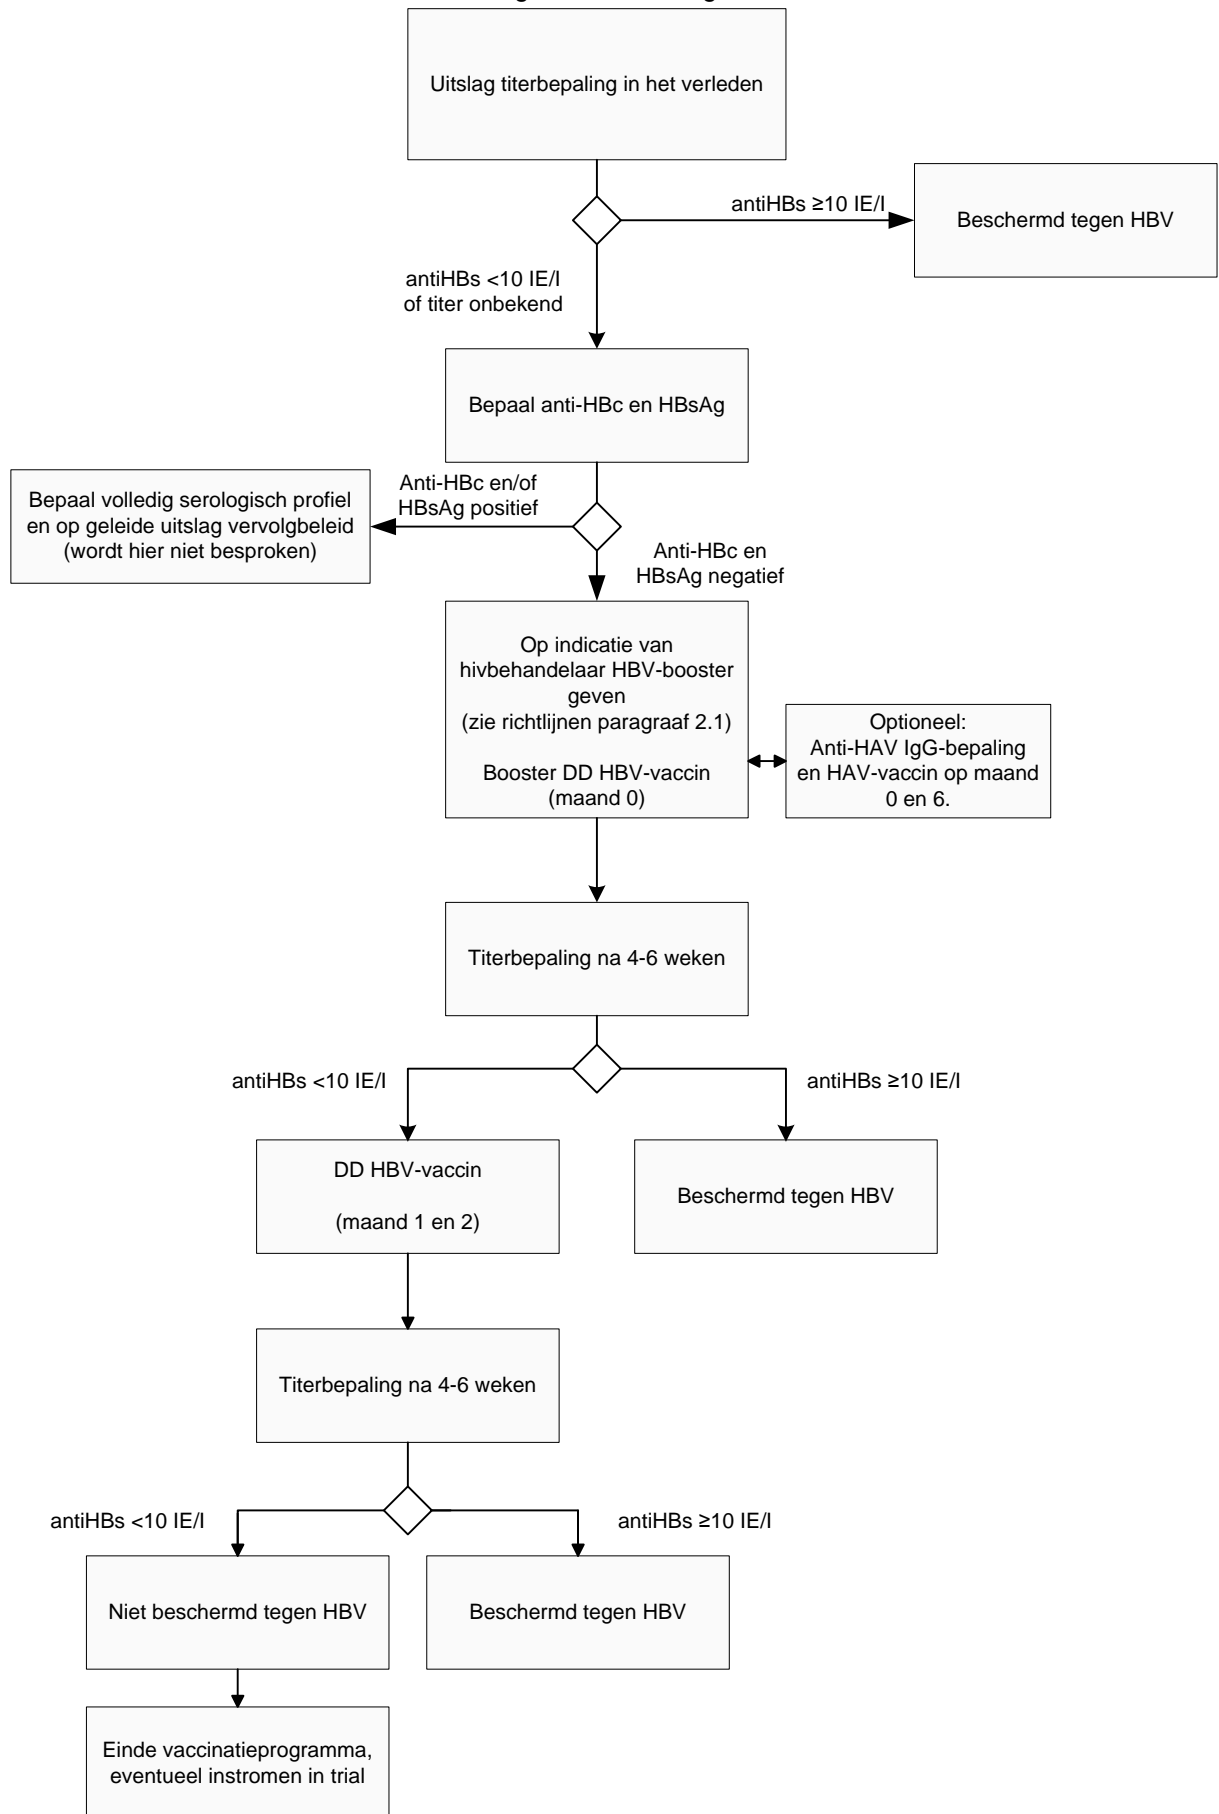 Uitslag titerbepaling in het verleden
antiHBs ≥10 IE/l
Beschermd tegen HBV
antiHBs <10 IE/l
of titer onbekend
Bepaal anti-HBc en HBsAg
Anti-HBc en/of
HBsAg positief
Bepaal volledig serologisch profiel
en op geleide uitslag vervolgbeleid
(wordt hier niet besproken)
Anti-HBc en
HBsAg negatief
Op indicatie van
hivbehandelaar HBV-booster
geven
(zie richtlijnen paragraaf 2.1)
Booster DD HBV-vaccin
(maand 0)
Optioneel:
Anti-HAV IgG-bepaling
en HAV-vaccin op maand
0 en 6.
Titerbepaling na 4-6 weken
antiHBs <10 IE/l
antiHBs ≥10 IE/l
DD HBV-vaccin
(maand 1 en 2)
Beschermd tegen HBV
Titerbepaling na 4-6 weken
antiHBs <10 IE/l
antiHBs ≥10 IE/l
Niet beschermd tegen HBV
Beschermd tegen HBV
Einde vaccinatieprogramma,
eventueel instromen in trial